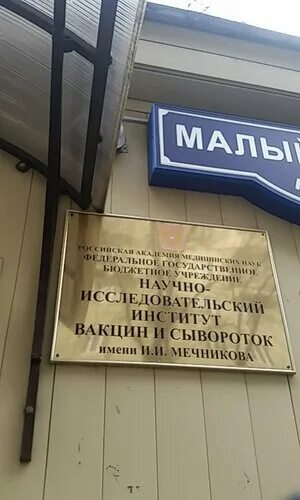 МАЛЫЙ
РОССИЙСКАЯ АКАДЕМИЯ МЕДИЦИНСКИХ НАУК
ФЕДЕРАЛЬНОЕ ГОСУДАРСТВЕННОЕ
БЮДЖЕТНОЕ УЧРЕЖДЕНИЕ
НАУЧНО-
ИССЛЕДОВАТЕЛЬСКИЙ
ИНСТИТУТ
ВАКЦИН И СЫВОРОТОК
имени И.И. МЕЧНИКОВА